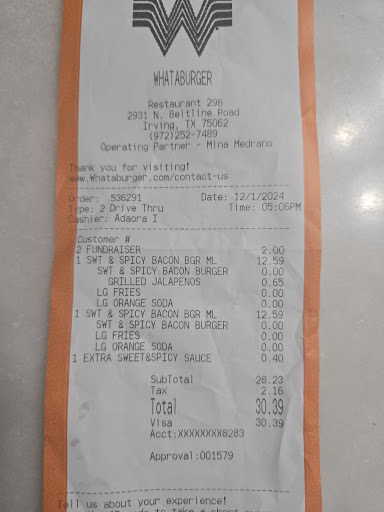 W
WHATABURGER
Restaurant 296
2931 N. Beltline Road
Irving, TX 75062
(972)252-7489
Operating Partner - Mina Medrano
Thank you for visiting!
www.Whataburger.com/contact-us
Order: 536291 Date: 12/1/2024
Type: 2 Drive Thru Time: 05:06PM
Cashier: Adaora I
Customer #
2 FUNDRAISER 2.00
1 SWT & SPICY BACON BGR ML 12.59
SWT & SPICY BACON BURGER 0.00
GRILLED JALAPENOS 0.65
LG FRIES 0.00
LG ORANGE SODA 0.00
1 SWT & SPICY BACON BGR ML 12.59
SWT & SPICY BACON BURGER 0.00
LG FRIES 0.00
LG ORANGE SODA 0.00
1 EXTRA SWEET&SPICY SAUCE 0.40
SubTotal 28.23
Tax 2.16
Total 30.39
Visa 30.39
Acct:XXXXXXXX8283
Approval:001579
Tell us about your experience!
to take a short